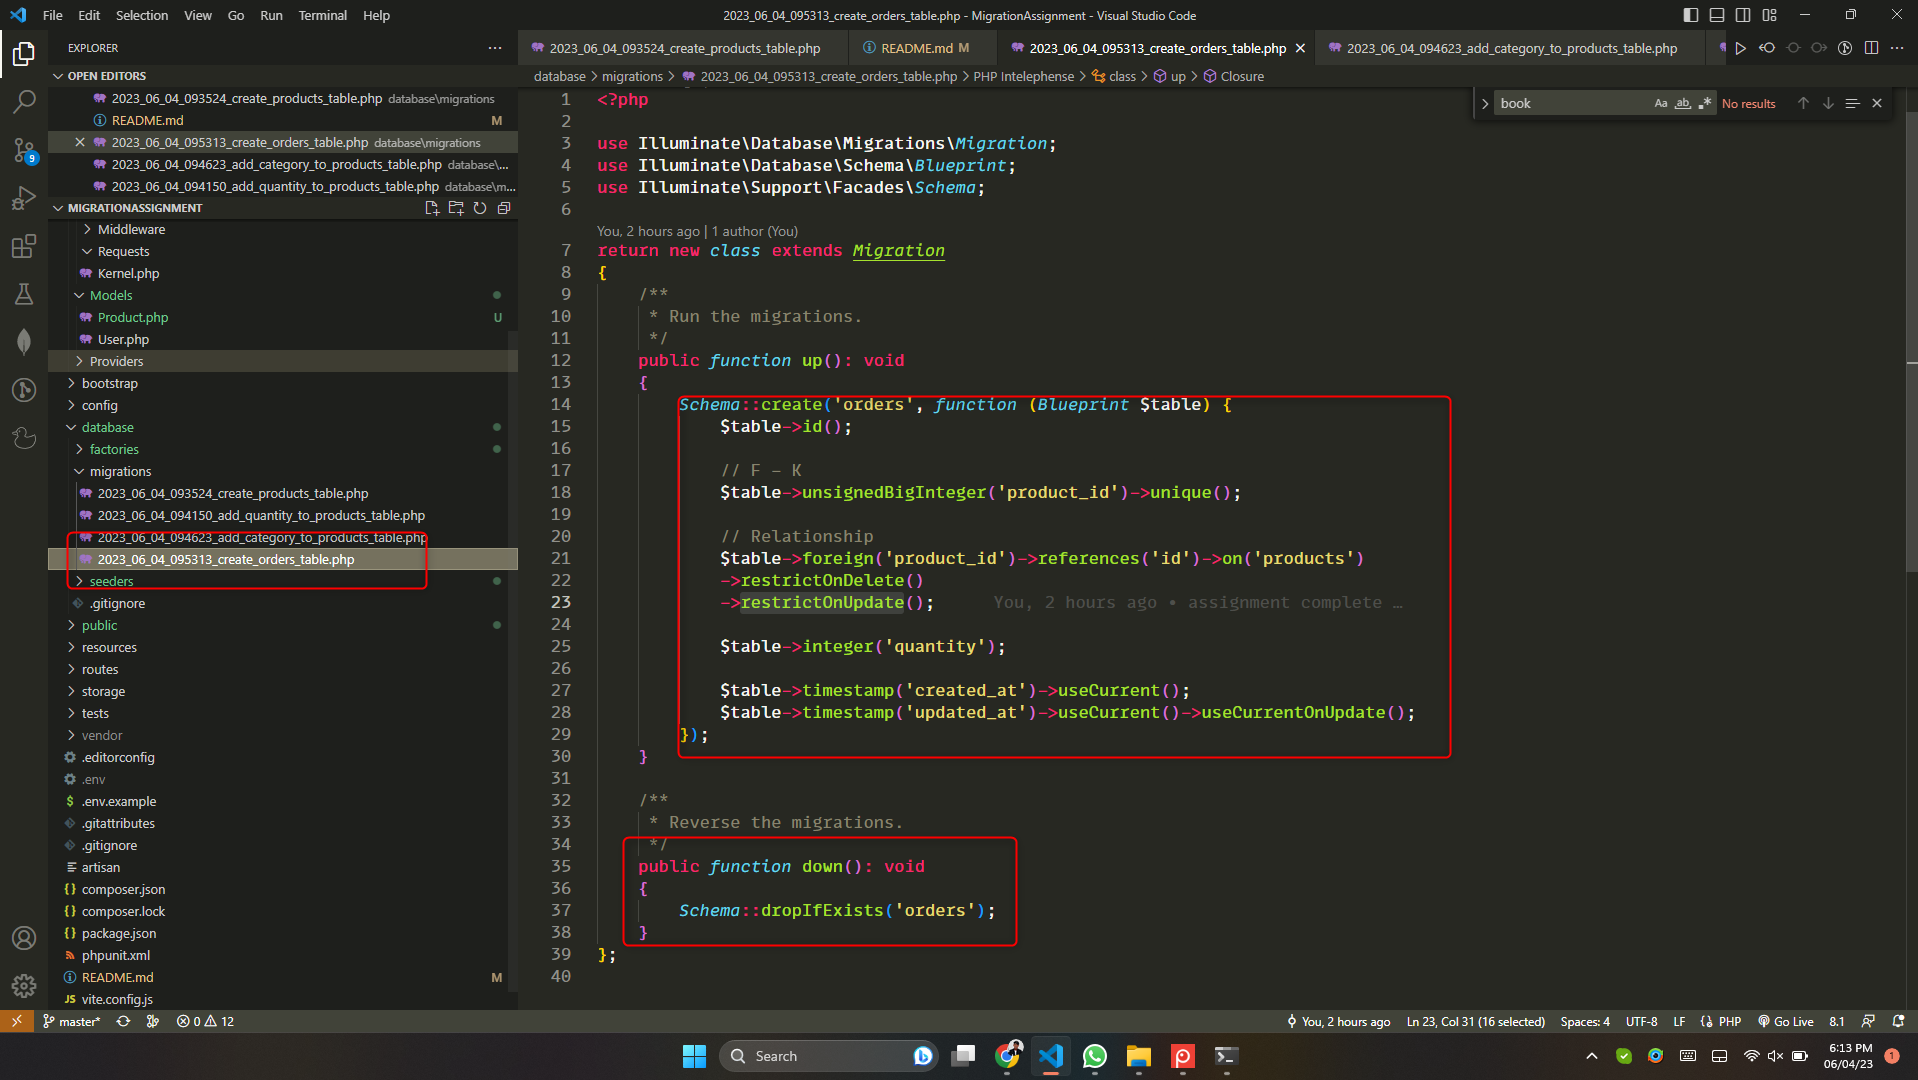 File Edit Selection View Go Run Terminal Help
2023_06_04_095313_create_orders_table.php - MigrationAssignment - Visual Studio Code
EXPLORER
OPEN EDITORS
2023_06_04_093524_create_products_table.php database\migrations
README.md M
2023_06_04_095313_create_orders_table.php database\migrations
2023_06_04_094623_add_category_to_products_table.php database\...
2023_06_04_094150_add_quantity_to_products_table.php database\m...
MIGRATIONASSIGNMENT
Middleware
Requests
Kernel.php
Models
Product.php U
User.php
Providers
bootstrap
config
database
factories
migrations
2023_06_04_093524_create_products_table.php
2023_06_04_094150_add_quantity_to_products_table.php
2023_06_04_094623_add_category_to_products_table.php
2023_06_04_095313_create_orders_table.php
seeders
.gitignore
public
resources
routes
storage
tests
vendor
.editorconfig
.env
.env.example
.gitattributes
.gitignore
artisan
composer.json
composer.lock
package.json
phpunit.xml
README.md M
vite.config.js
9
2023_06_04_093524_create_products_table.php README.md M 2023_06_04_095313_create_orders_table.php 2023_06_04_094623_add_category_to_products_table.php
database > migrations > 2023_06_04_095313_create_orders_table.php > PHP Intelephense > class > up > Closure
book Aa ab .* No results
1 <?php
2
3 use Illuminate\Database\Migrations\Migration;
4 use Illuminate\Database\Schema\Blueprint;
5 use Illuminate\Support\Facades\Schema;
6
You, 2 hours ago | 1 author (You)
7 return new class extends Migration
8 {
9 /**
10 * Run the migrations.
11 */
12 public function up(): void
13 {
14 Schema::create('orders', function (Blueprint $table) {
15 $table->id();
16
17 // F - K
18 $table->unsignedBigInteger('product_id')->unique();
19
20 // Relationship
21 $table->foreign('product_id')->references('id')->on('products')
22 ->restrictOnDelete()
23 ->restrictOnUpdate(); You, 2 hours ago • assignment complete …
24
25 $table->integer('quantity');
26
27 $table->timestamp('created_at')->useCurrent();
28 $table->timestamp('updated_at')->useCurrent()->useCurrentOnUpdate();
29 });
30 }
31
32 /**
33 * Reverse the migrations.
34 */
35 public function down(): void
36 {
37 Schema::dropIfExists('orders');
38 }
39 };
40
master* 0 12
You, 2 hours ago Ln 23, Col 31 (16 selected) Spaces: 4 UTF-8 LF PHP Go Live 8.1
Search
6:13 PM
06/04/23
1